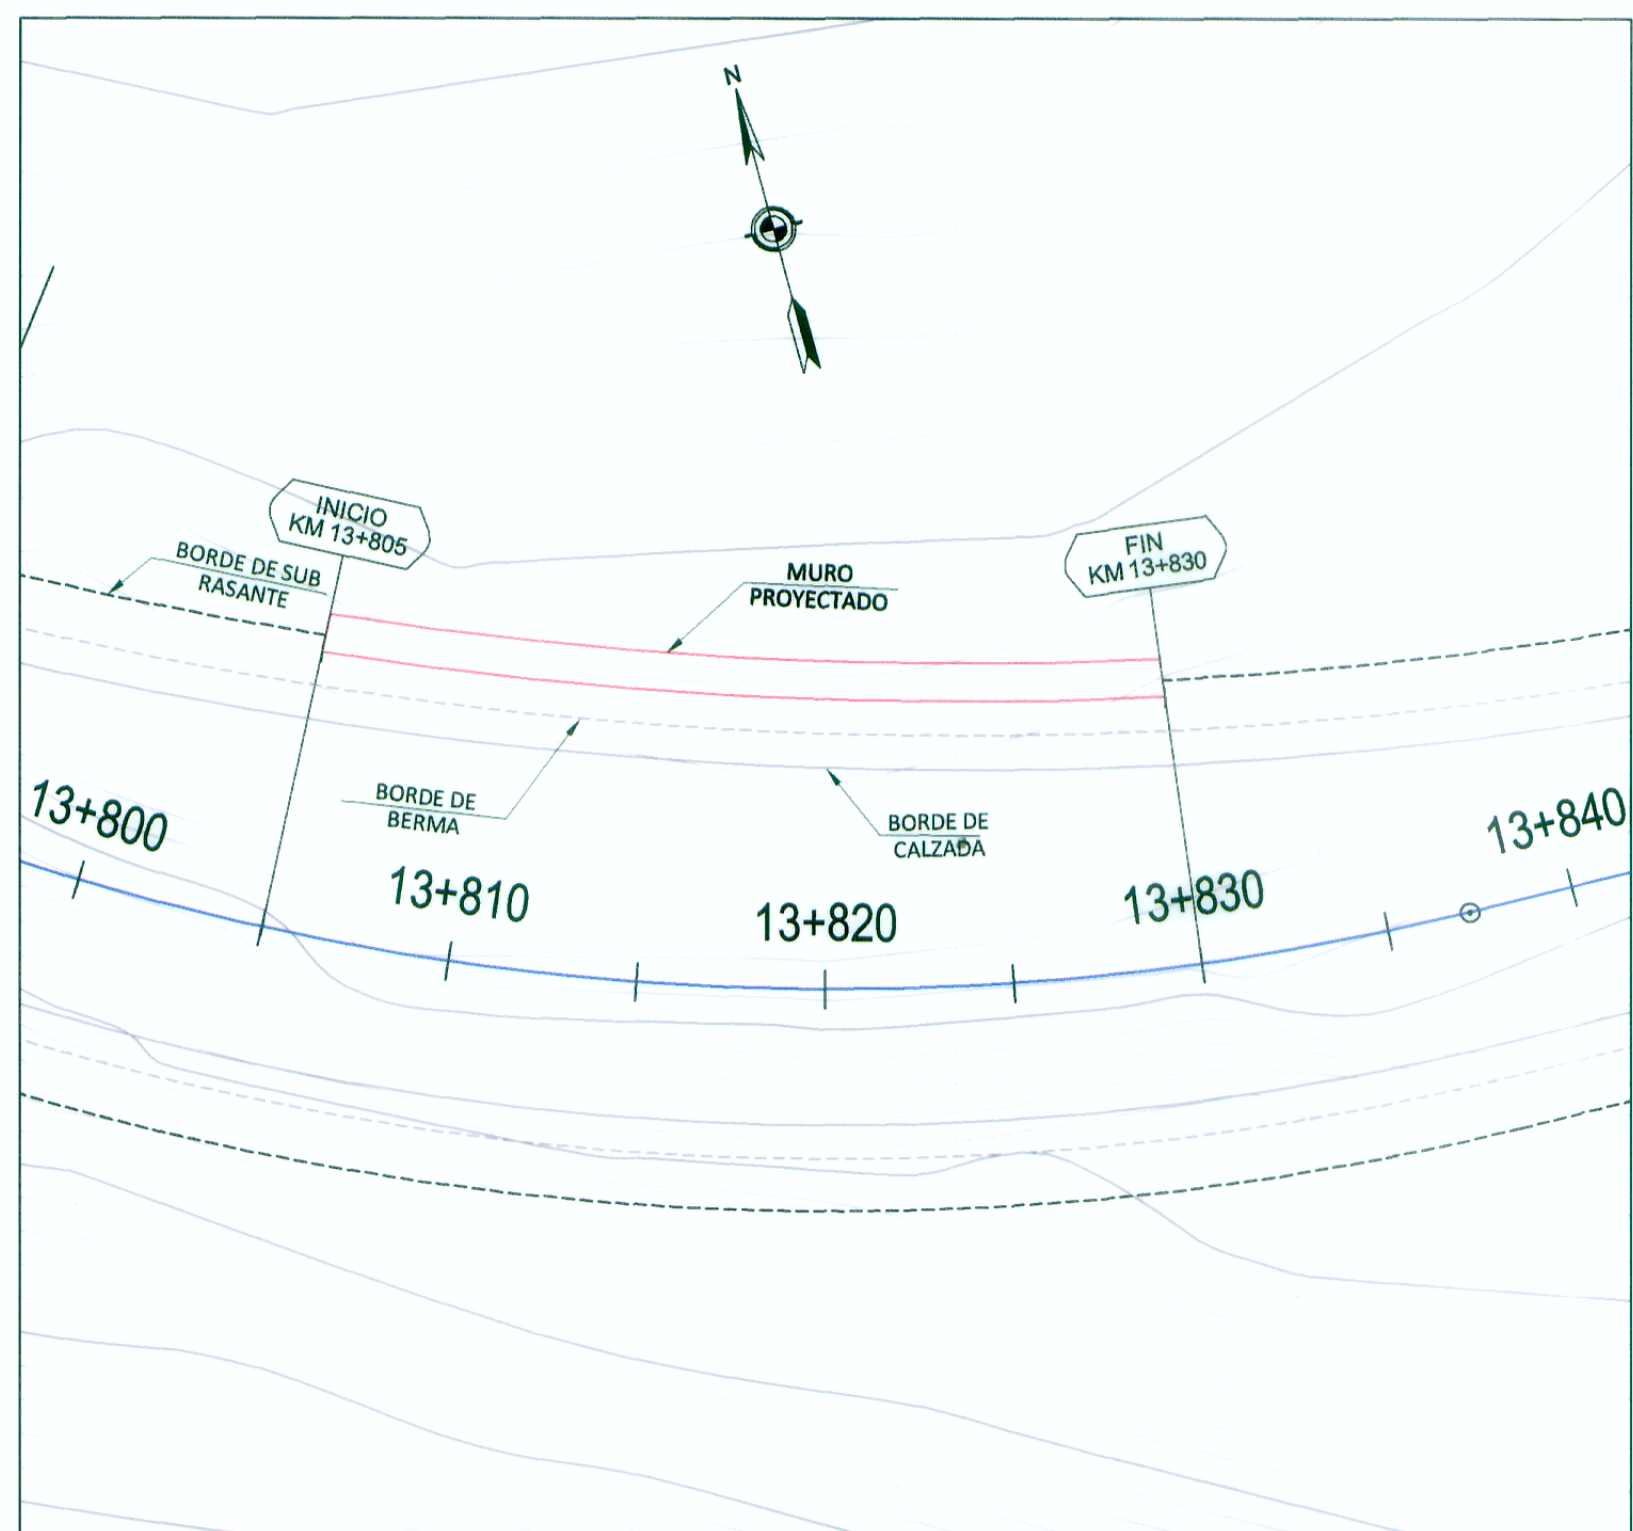 N
INICIO
KM 13+805
BORDE DE SUB
RASANTE
MURO
PROYECTADO
FIN
KM 13+830
BORDE DE
BERMA
BORDE DE
CALZADA
13+800
13+810
13+820
13+830
13+840